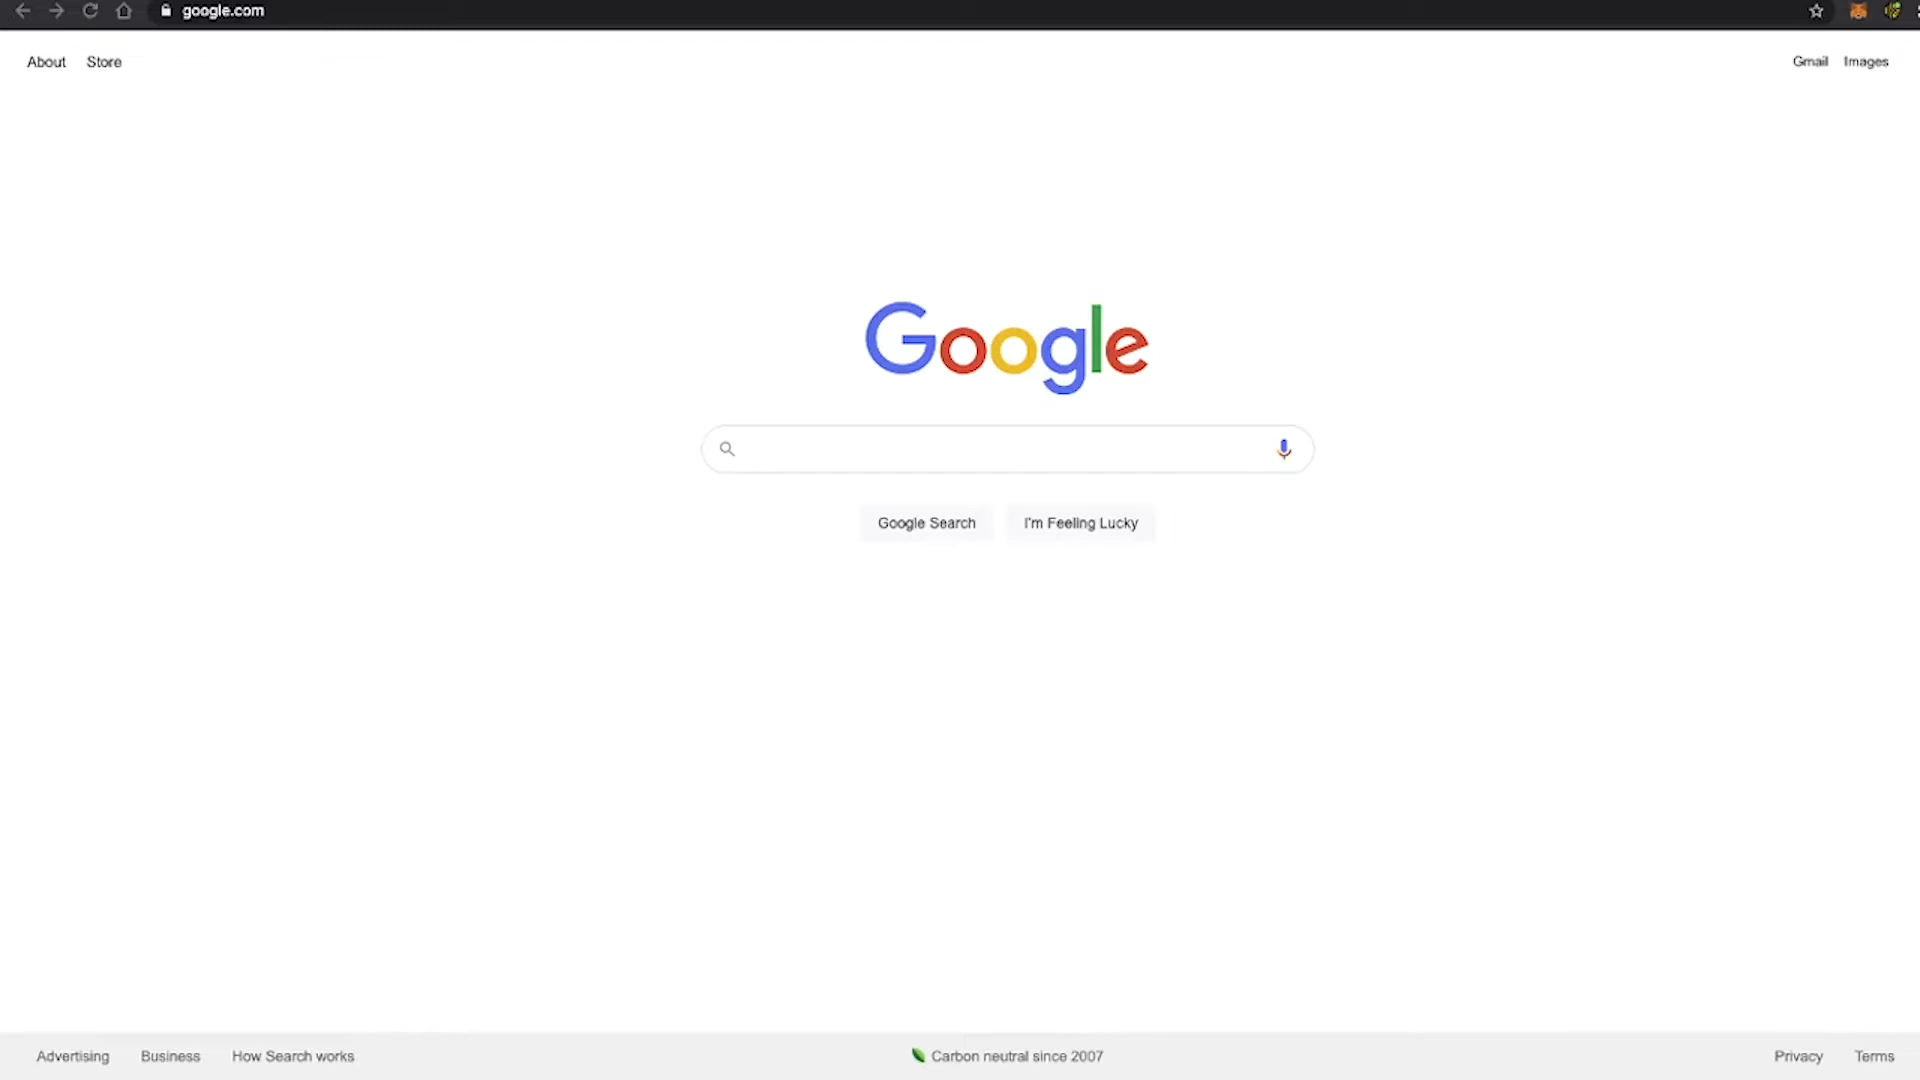 google.com
About Store
Gmail Images
Google
Google Search I'm Feeling Lucky
Advertising Business How Search works
Carbon neutral since 2007
Privacy Terms